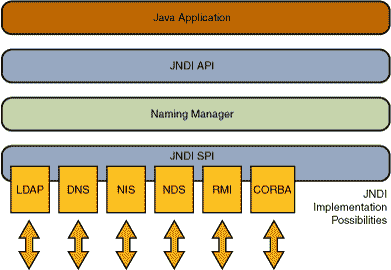 Java Application
JNDI API
Naming Manager
JNDI SPI
LDAP DNS NIS NDS RMI CORBA
JNDI
Implementation
Possibilities